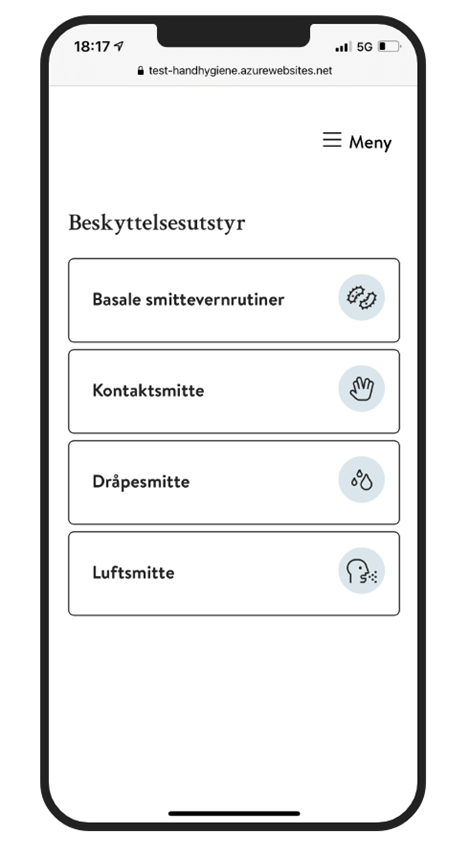 18:17
5G
test-handhygiene.azurewebsites.net
Meny
Beskyttelsesutstyr
Basale smittevernrutiner
Kontaktsmitte
Dråpesmitte
Luftsmitte